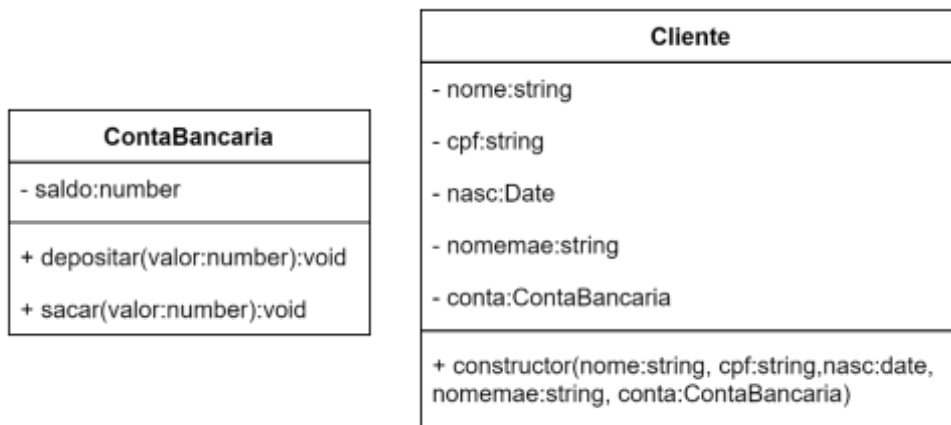 ContaBancaria
- saldo:number
+ depositar(valor:number):void
+ sacar(valor:number):void
Cliente
- nome:string
- cpf:string
- nasc:Date
- nomemae:string
- conta:ContaBancaria
+ constructor(nome:string, cpf:string,nasc:date,
nomemae:string, conta:ContaBancaria)